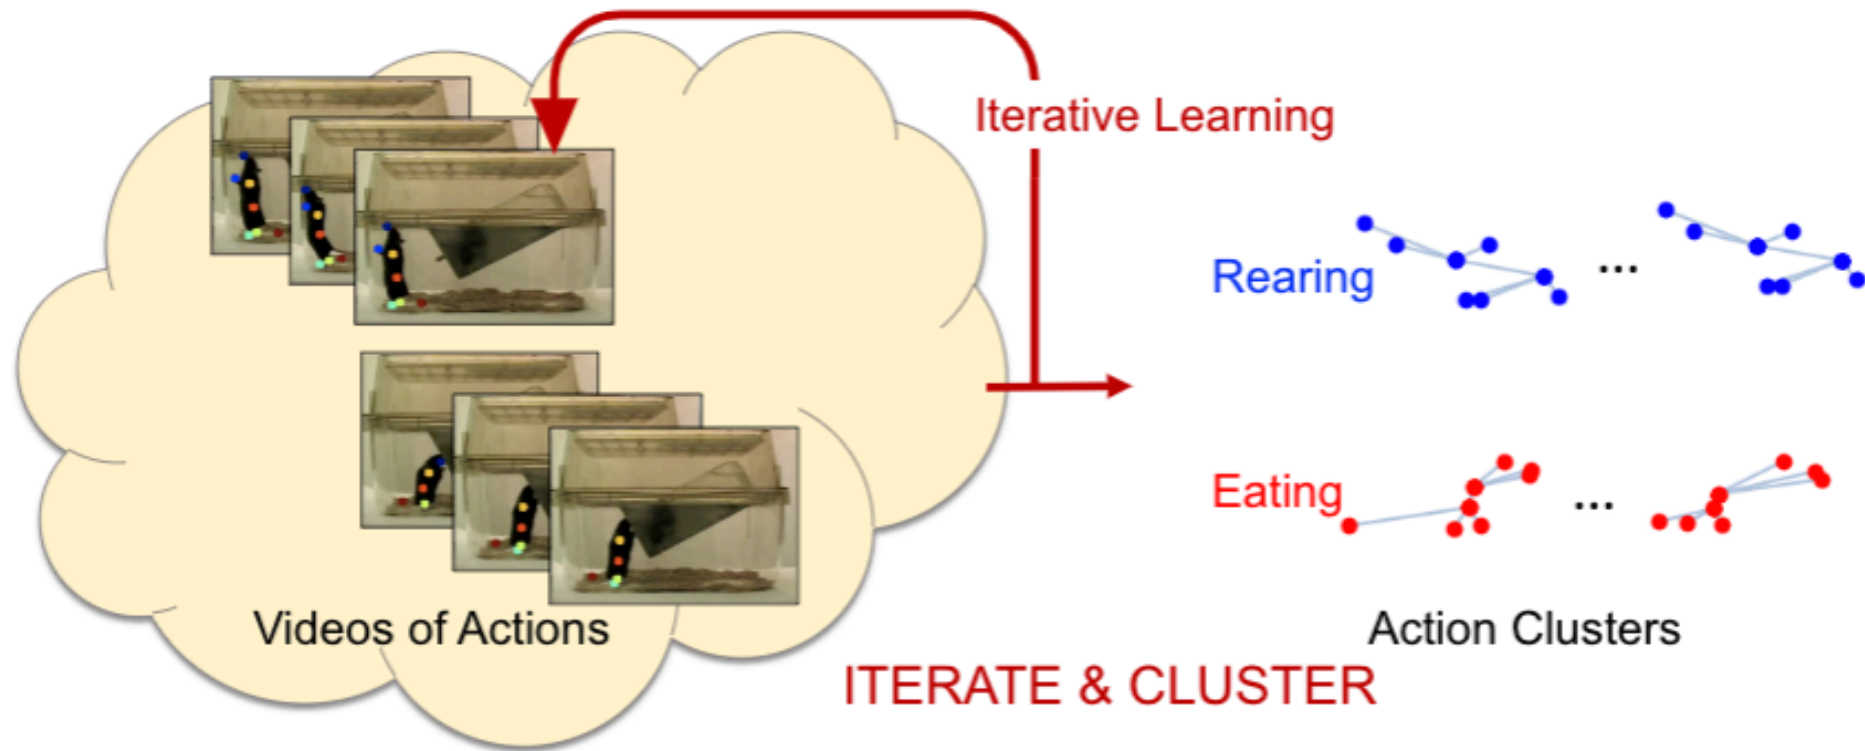 Iterative Learning
Rearing
...
Eating
...
Videos of Actions
Action Clusters
ITERATE & CLUSTER